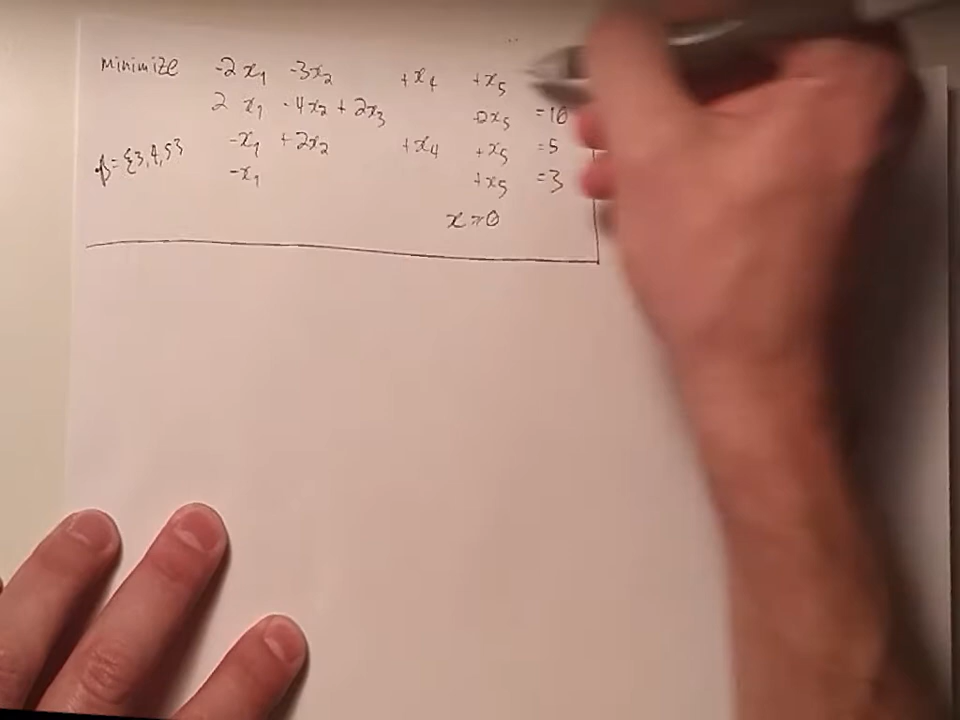 minimize -2x₁ -3x₂ +x₄ +x₅
2x₁ -4x₂ + 2x₃ -2x₅ =10
-x₁ +2x₂ +x₄ +x₅ =5
β={3,4,5} -x₁ +x₅ =3
x≥0